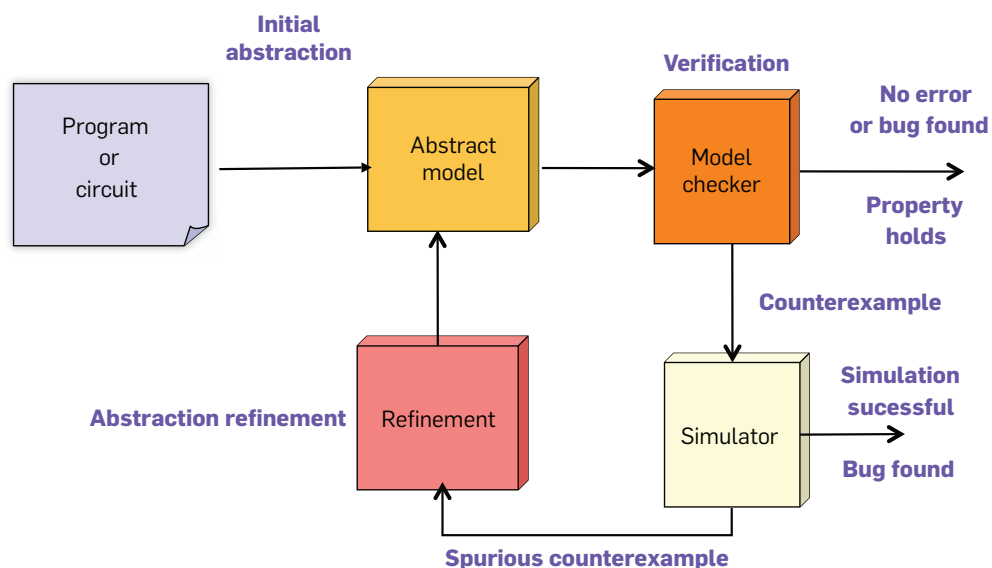 Initial
abstraction
Program
or
circuit
Abstract
model
Verification
Model
checker
No error
or bug found
Property
holds
Counterexample
Abstraction refinement
Refinement
Simulator
Simulation
sucessful
Bug found
Spurious counterexample